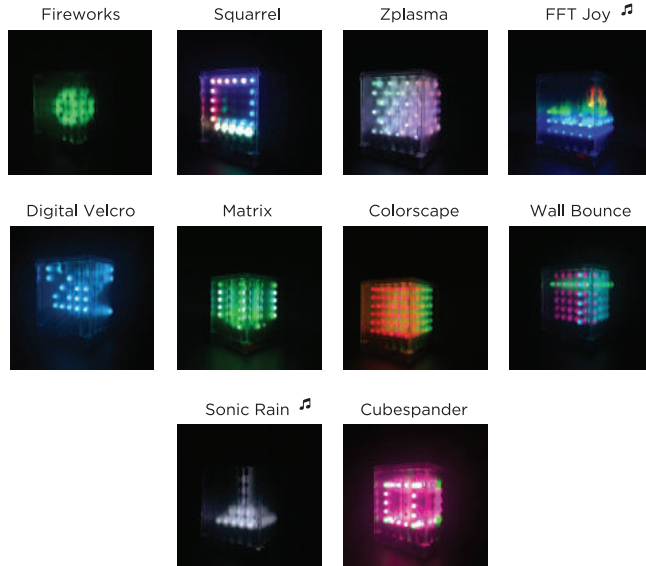 Fireworks
Squarrel
Zplasma
FFT Joy
Digital Velcro
Matrix
Colorscape
Wall Bounce
Sonic Rain
Cubespander